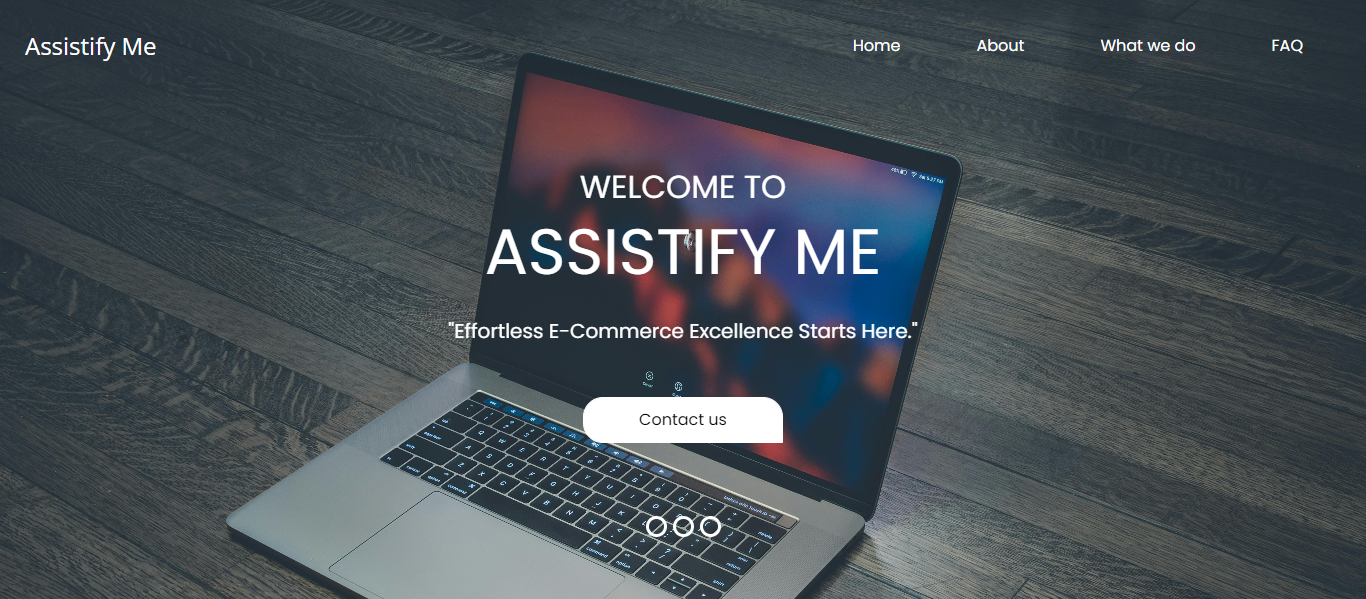 Assistify Me
Home About What we do FAQ
WELCOME TO
ASSISTIFY ME
"Effortless E-Commerce Excellence Starts Here."
Contact us